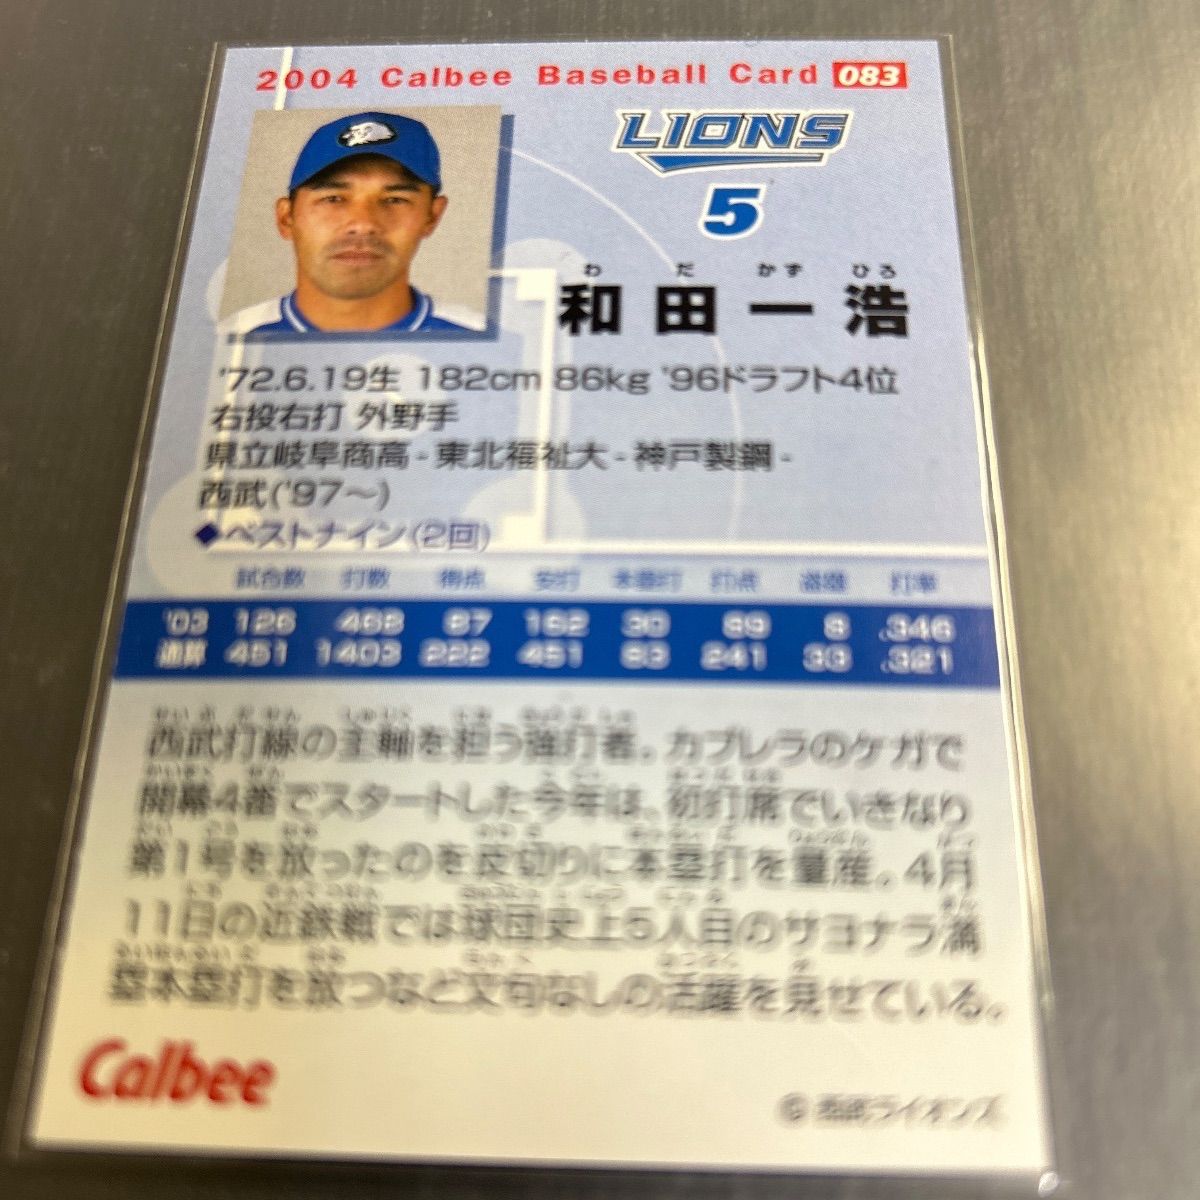 2004 Calbee Baseball Card 083
LIONS
5
わ だ かず ひろ
和田一浩
'72.6.19生 182cm 86kg '96ドラフト4位
右投右打 外野手
県立岐阜商高 - 東北福祉大 - 神戸製鋼 -
西武('97〜)
◆ベストナイン(2回)
試合数 打数 得点 安打 本塁打 打点 盗塁 打率
'03 126 468 87 162 30 89 8 .346
通算 451 1403 222 451 83 241 33 .321
西武打線の主軸を担う強打者。カブレラのケガで
開幕4番でスタートした今年は、初打席でいきなり
第1号を放ったのを皮切りに本塁打を量産。4月
11日の近鉄戦では球団史上5人目のサヨナラ満
塁本塁打を放つなど文句なしの活躍を見せている。
Calbee
© 西武ライオンズ